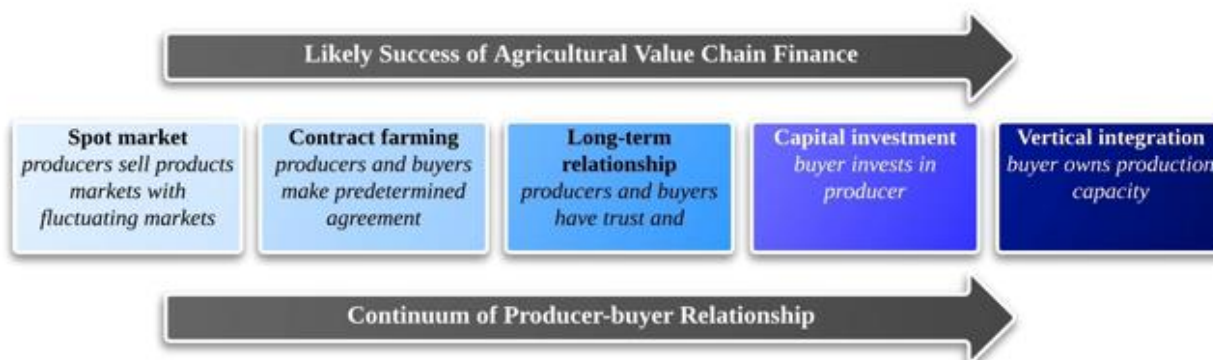 Likely Success of Agricultural Value Chain Finance
Spot market
producers sell products
markets with
fluctuating markets
Contract farming
producers and buyers
make predetermined
agreement
Long-term
relationship
producers and buyers
have trust and
Capital investment
buyer invests in
producer
Vertical integration
buyer owns production
capacity
Continuum of Producer-buyer Relationship